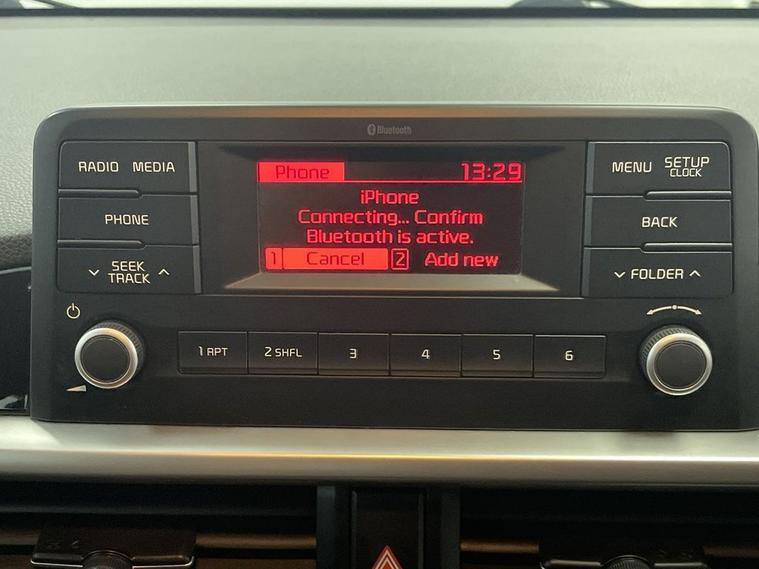 Bluetooth
RADIO MEDIA
PHONE
SEEK
TRACK
Phone 13:29
iPhone
Connecting... Confirm
Bluetooth is active.
1 Cancel 2 Add new
MENU SETUP
CLOCK
BACK
FOLDER
1 RPT 2 SHFL 3 4 5 6